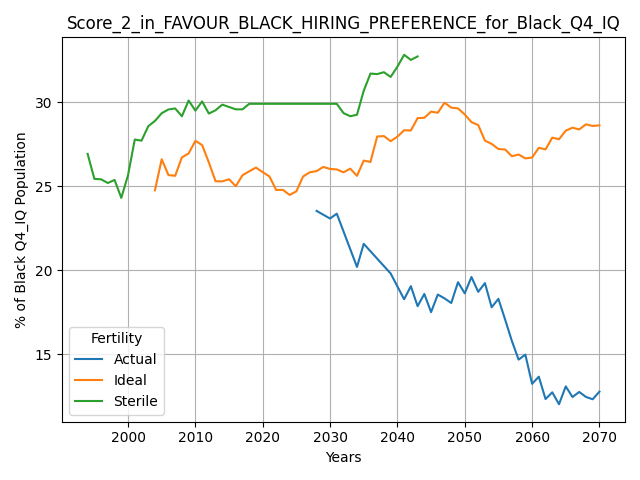 Score_2_in_FAVOUR_BLACK_HIRING_PREFERENCE_for_Black_Q4_IQ
% of Black Q4_IQ Population
30
25
20
15
Fertility
Actual
Ideal
Sterile
2000 2010 2020 2030 2040 2050 2060 2070
Years